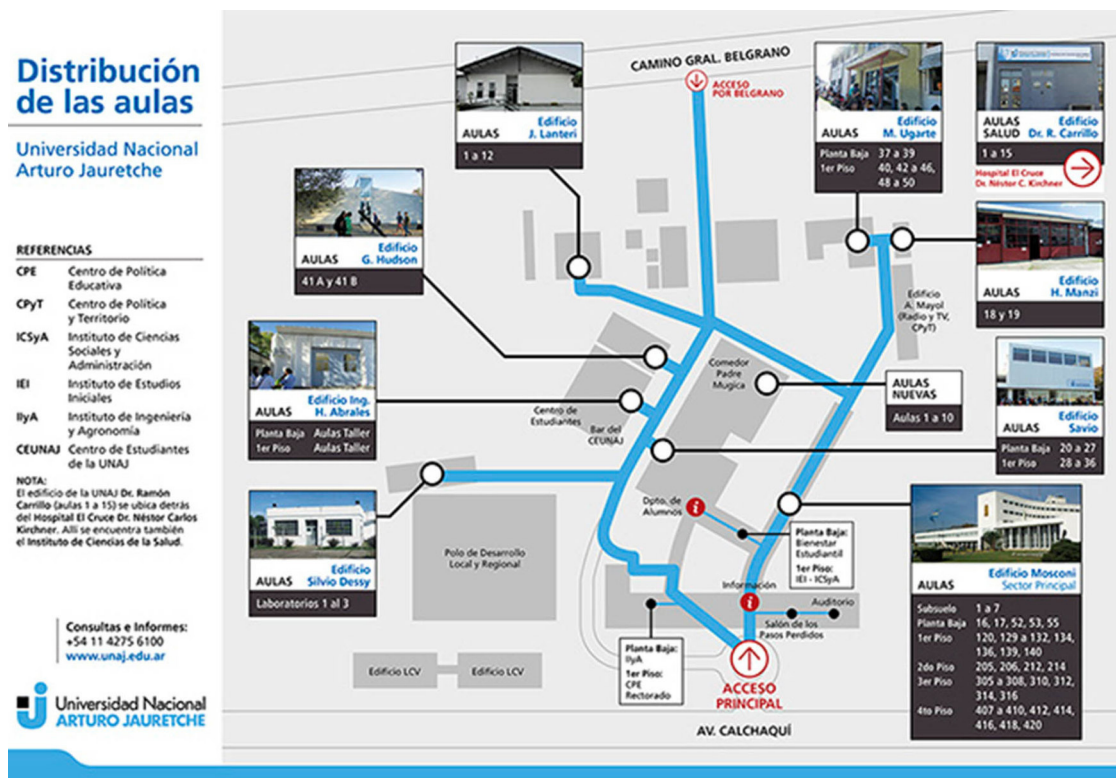 Distribución
de las aulas
Universidad Nacional
Arturo Jauretche
REFERENCIAS
CPE Centro de Política
Educativa
CPyT Centro de Política
y Territorio
ICSyA Instituto de Ciencias
Sociales y
Administración
IEI Instituto de Estudios
Iniciales
IIyA Instituto de Ingeniería
y Agronomía
CEUNAJ Centro de Estudiantes
de la UNAJ
NOTA:
El edificio de la UNAJ Dr. Ramón
Carrillo (aulas 1 a 15) se ubica detrás
del Hospital El Cruce Dr. Néstor Carlos
Kirchner. Allí se encuentra también
el Instituto de Ciencias de la Salud.
Consultas e Informes:
+54 11 4275 6100
www.unaj.edu.ar
Universidad Nacional
ARTURO JAURETCHE
CAMINO GRAL. BELGRANO
ACCESO
POR BELGRANO
AULAS Edificio
J. Lanteri
1 a 12
AULAS Edificio
M. Ugarte
Planta Baja 37 a 39
1er Piso 40, 42 a 46,
48 a 50
AULAS
SALUD Edificio
Dr. R. Carrillo
1 a 15
Hospital El Cruce
Dr. Néstor C. Kirchner
AULAS Edificio
G. Hudson
41 A y 41 B
AULAS Edificio
H. Manzi
18 y 19
Edificio
A. Mayol
(Radio y TV,
CPyT)
AULAS Edificio Ing.
H. Abrales
Planta Baja Aulas Taller
1er Piso Aulas Taller
Comedor
Padre
Mugica
AULAS
NUEVAS
Aulas 1 a 10
AULAS Edificio
Savio
Planta Baja 20 a 27
1er Piso 28 a 36
Centro de
Estudiantes
Bar del
CEUNAJ
AULAS Edificio
Silvio Dessy
Laboratorios 1 al 3
Polo de Desarrollo
Local y Regional
Dpto. de
Alumnos
i
Planta Baja:
Bienestar
Estudiantil
1er Piso:
IEI - ICSyA
AULAS Edificio Mosconi
Sector Principal
Subsuelo 1 a 7
Planta Baja 16, 17, 52, 53, 55
1er Piso 120, 129 a 132, 134,
136, 139, 140
2do Piso 205, 206, 212, 214
3er Piso 305 a 308, 310, 312,
314, 316
4to Piso 407 a 410, 412, 414,
416, 418, 420
Información
i
Auditorio
Salón de los
Pasos Perdidos
Planta Baja:
IIyA
1er Piso:
CPE
Rectorado
Edificio LCV
Edificio LCV
ACCESO
PRINCIPAL
AV. CALCHAQUÍ